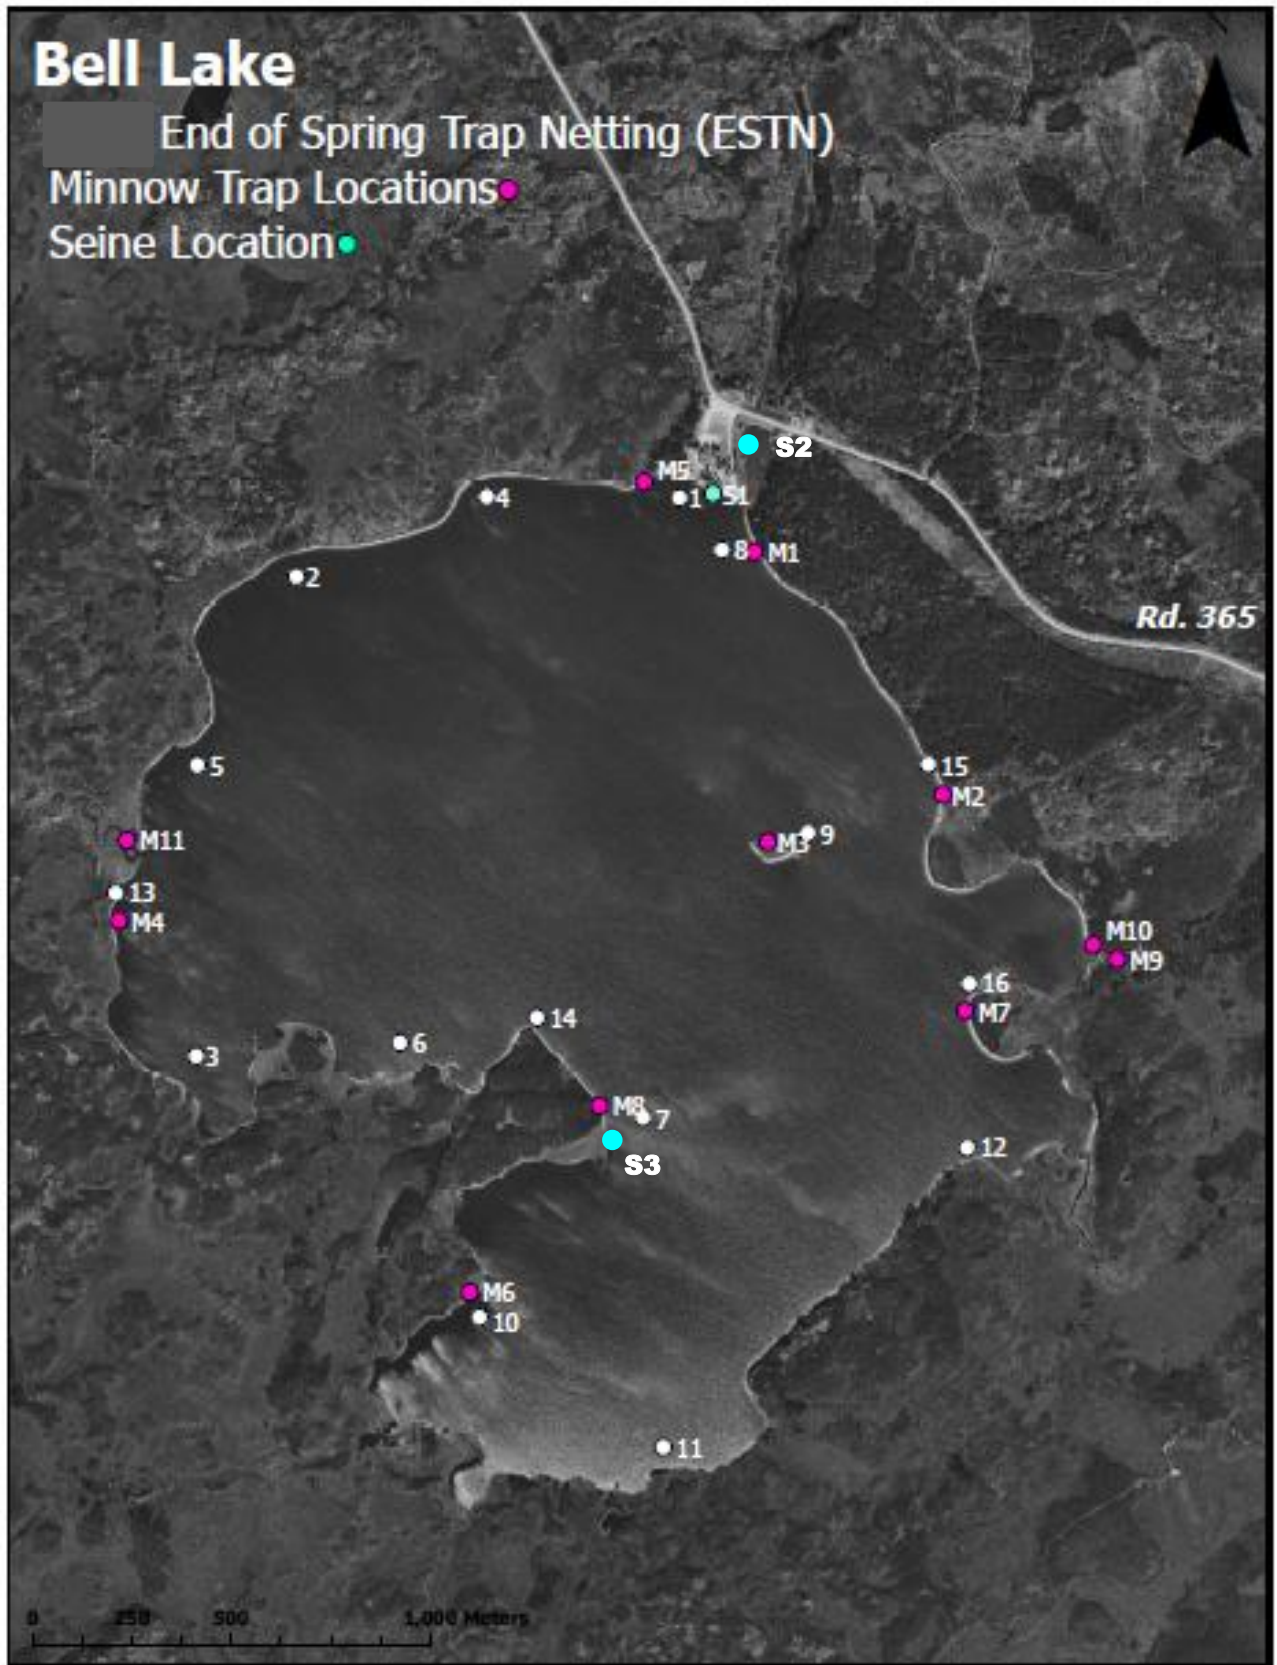 Bell Lake
End of Spring Trap Netting (ESTN)
Minnow Trap Locations
Seine Location
S2
M5
4
1
S1
8
M1
2
Rd. 365
5
15
M2
M11
M3
9
13
M4
M10
M9
16
M7
14
6
3
M8
7
12
S3
M6
10
11
0 250 500 1,000 Meters